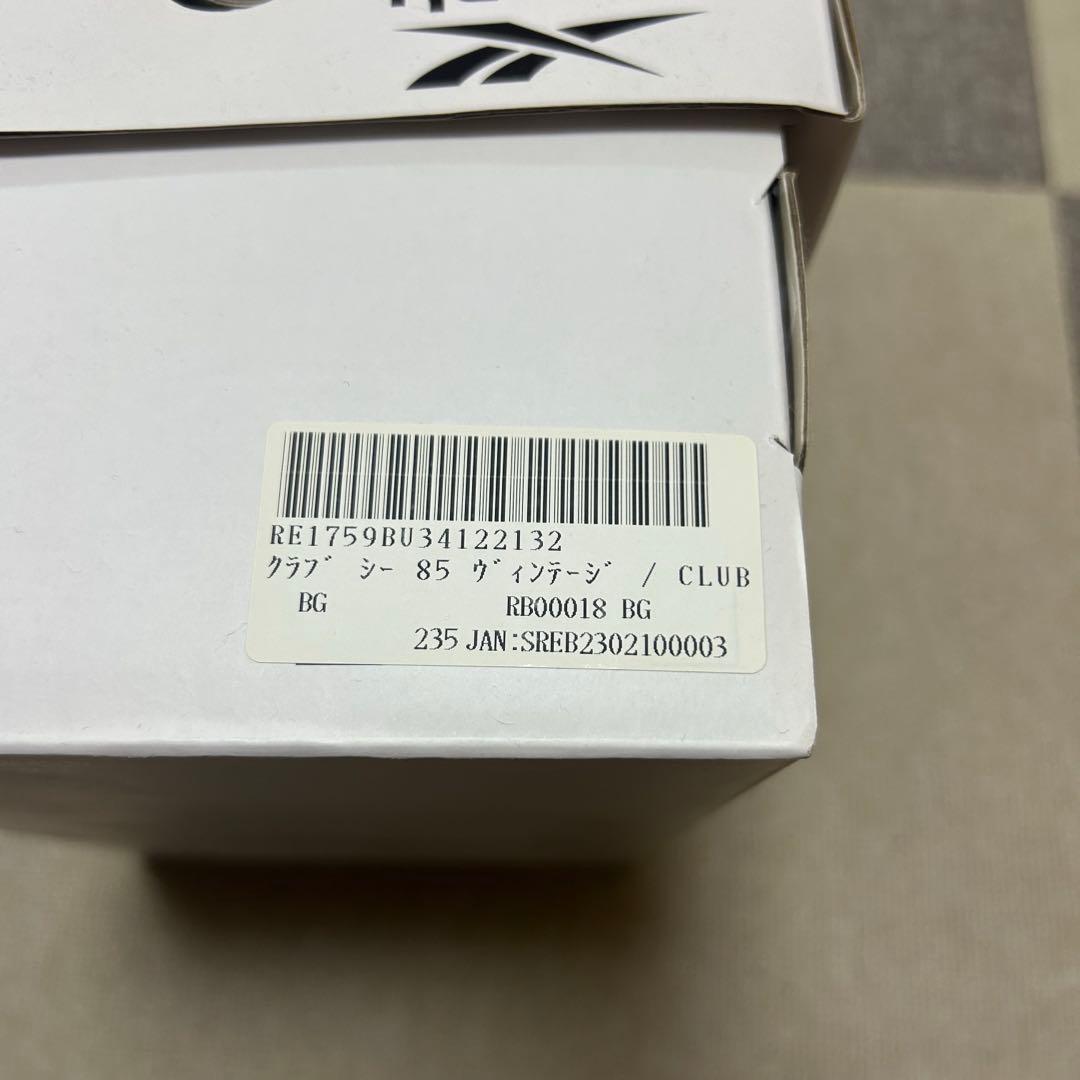 RE1759BU34122132
ｸﾗﾌﾞ ｼｰ 85 ｳﾞｨﾝﾃｰｼﾞ / CLUB
BG RB00018 BG
235 JAN:SREB2302100003